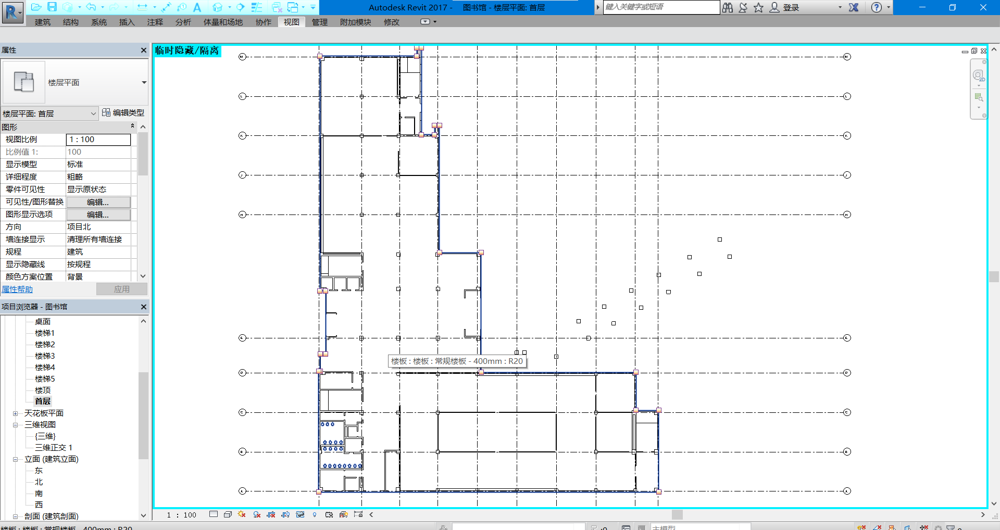 Autodesk Revit 2017 - 图书馆 - 楼层平面: 首层
键入关键字或短语
登录
建筑 结构 系统 插入 注释 分析 体量和场地 协作 视图 管理 附加模块 修改
属性
楼层平面
楼层平面: 首层
编辑类型
图形
视图比例 1 : 100
比例值 1: 100
显示模型 标准
详细程度 粗略
零件可见性 显示原状态
可见性/图形替换 编辑...
图形显示选项 编辑...
方向 项目北
墙连接显示 清理所有墙连接
规程 建筑
显示隐藏线 按规程
颜色方案位置 背景
属性帮助
应用
项目浏览器 - 图书馆
桌面
楼梯1
楼梯2
楼梯3
楼梯4
楼梯5
楼顶
首层
天花板平面
三维视图
{三维}
三维正交 1
立面 (建筑立面)
东
北
南
西
剖面 (建筑剖面)
临时隐藏/隔离
2D
M M
L L
K K
J J
H H
E E
D D
C C
B B
A A
楼板 : 楼板 : 常规楼板 - 400mm : R20
1 : 100
楼板 : 楼板 : 常规楼板 - 400mm : R20
:0
主模型